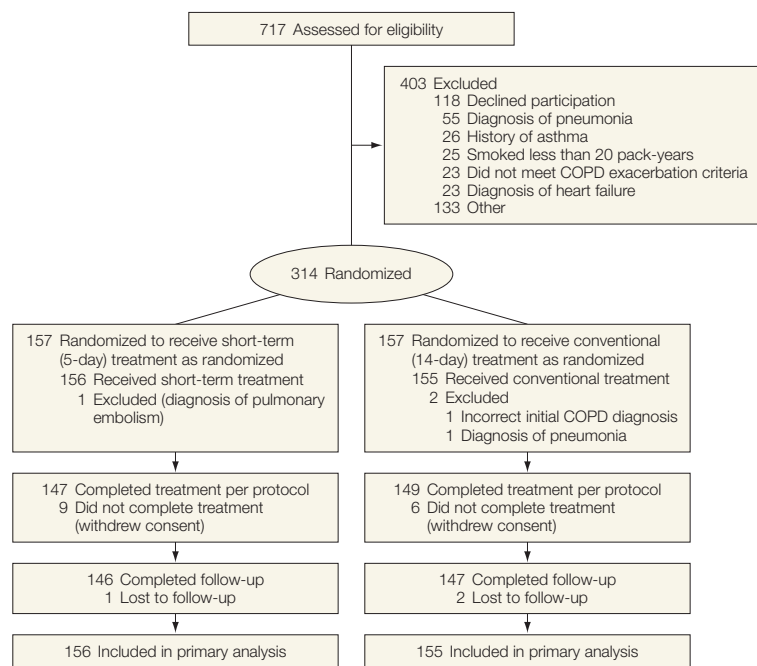 717 Assessed for eligibility
403 Excluded
118 Declined participation
55 Diagnosis of pneumonia
26 History of asthma
25 Smoked less than 20 pack-years
23 Did not meet COPD exacerbation criteria
23 Diagnosis of heart failure
133 Other
314 Randomized
157 Randomized to receive short-term
(5-day) treatment as randomized
156 Received short-term treatment
1 Excluded (diagnosis of pulmonary
embolism)
157 Randomized to receive conventional
(14-day) treatment as randomized
155 Received conventional treatment
2 Excluded
1 Incorrect initial COPD diagnosis
1 Diagnosis of pneumonia
147 Completed treatment per protocol
9 Did not complete treatment
(withdrew consent)
149 Completed treatment per protocol
6 Did not complete treatment
(withdrew consent)
146 Completed follow-up
1 Lost to follow-up
147 Completed follow-up
2 Lost to follow-up
156 Included in primary analysis
155 Included in primary analysis